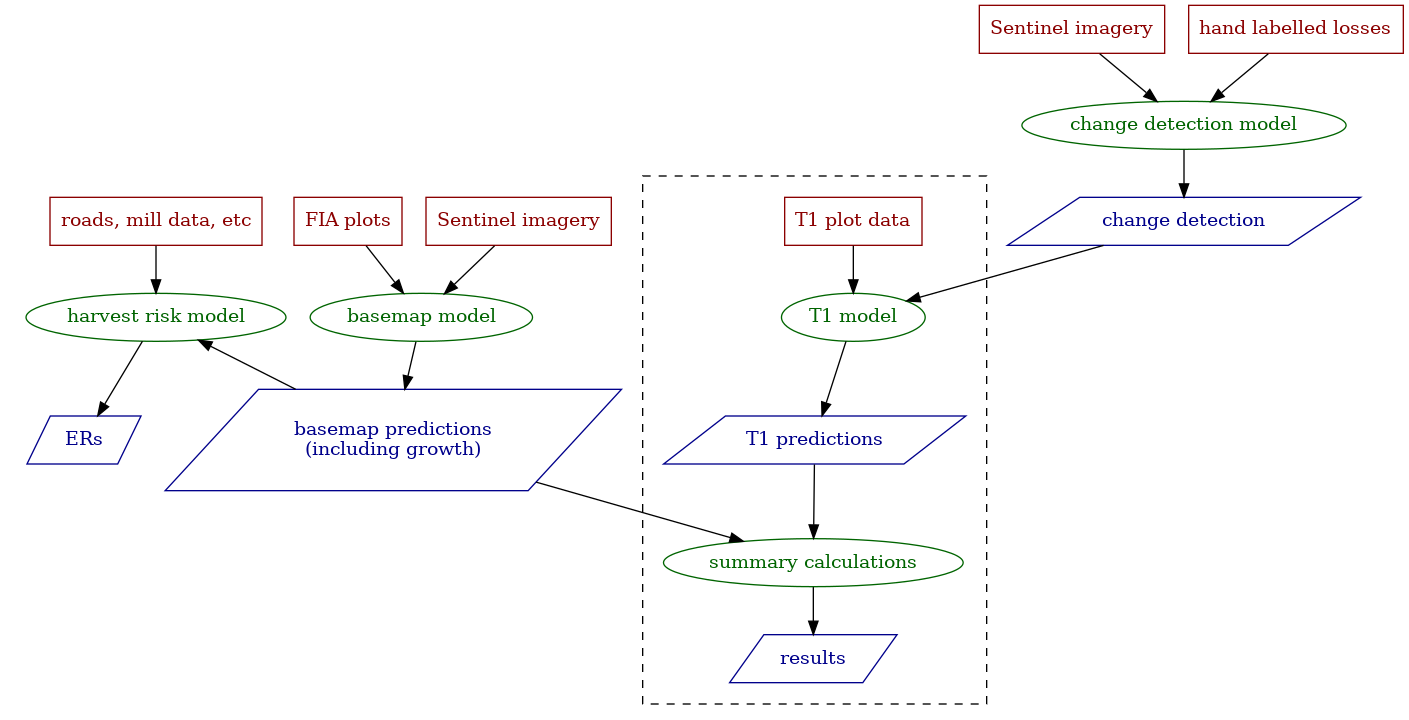 Sentinel imagery
hand labelled losses
change detection model
roads, mill data, etc
FIA plots
Sentinel imagery
T1 plot data
change detection
harvest risk model
basemap model
T1 model
ERs
basemap predictions
(including growth)
T1 predictions
summary calculations
results